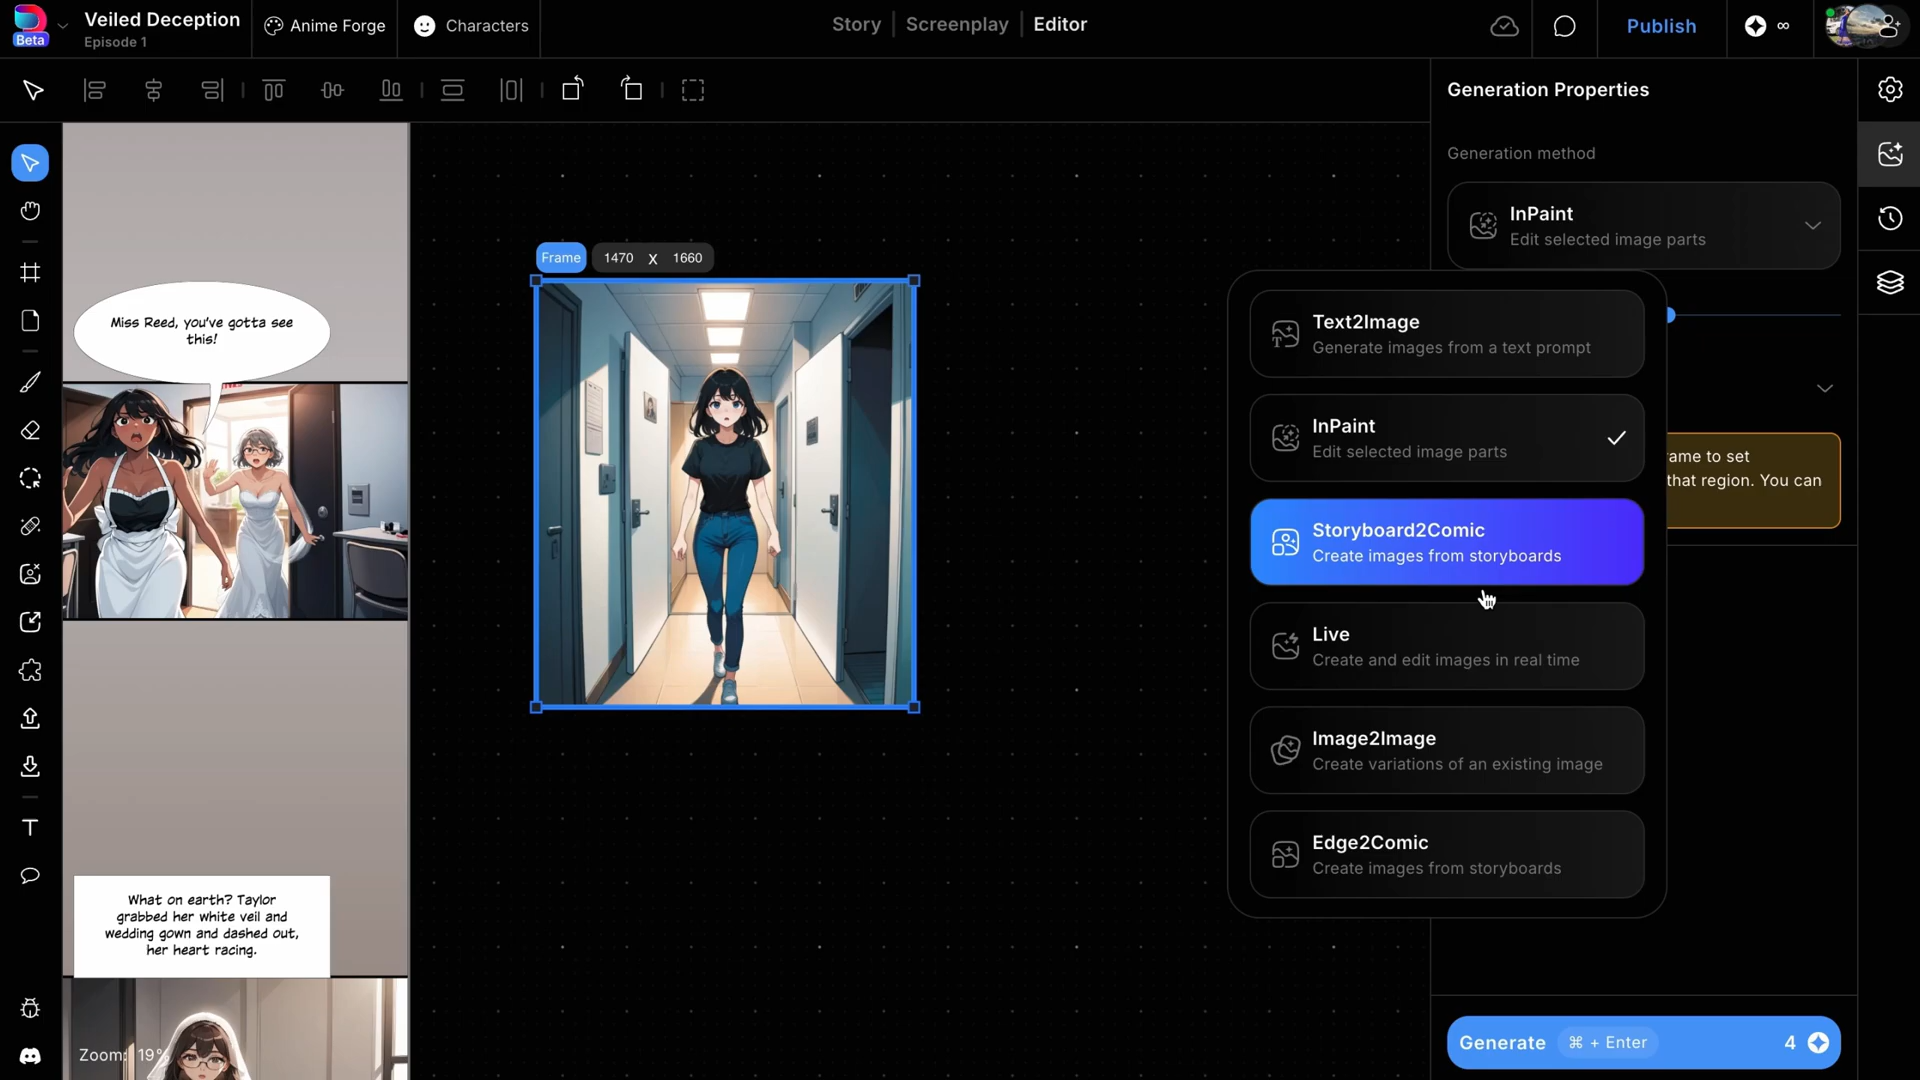 Beta
Veiled Deception
Episode 1
Anime Forge
Characters
Story
Screenplay
Editor
Publish
∞
Generation Properties
Generation method
InPaint
Edit selected image parts
Frame
1470 x 1660
Miss Reed, you've gotta see
this!
Text2Image
Generate images from a text prompt
InPaint
Edit selected image parts
ame to set
that region. You can
Storyboard2Comic
Create images from storyboards
Live
Create and edit images in real time
Image2Image
Create variations of an existing image
Edge2Comic
Create images from storyboards
What on earth? Taylor
grabbed her white veil and
wedding gown and dashed out,
her heart racing.
Zoom: 19%
Generate
⌘ + Enter
4